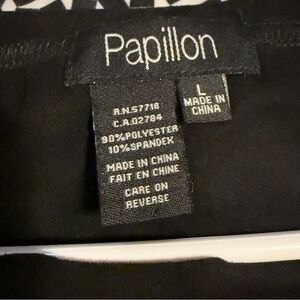 Papillon
L
MADE IN
CHINA
R.N.57718
C.A.02784
90%POLYESTER
10%SPANDEX
MADE IN CHINA
FAIT EN CHINE
CARE ON
REVERSE